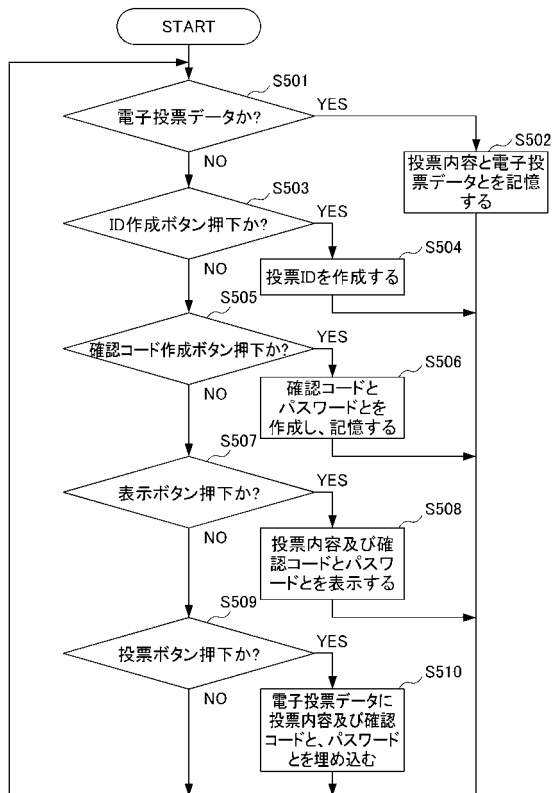 START
S501
電子投票データか?
YES
NO
S502
投票内容と電子投
票データとを記憶
する
S503
ID作成ボタン押下か?
YES
NO
S504
投票IDを作成する
S505
確認コード作成ボタン押下か?
YES
NO
S506
確認コードと
パスワードとを
作成し、記憶する
S507
表示ボタン押下か?
YES
NO
S508
投票内容及び確
認コードとパスワ
ードとを表示する
S509
投票ボタン押下か?
YES
NO
S510
電子投票データに
投票内容及び確認
コードと、パスワード
とを埋め込む